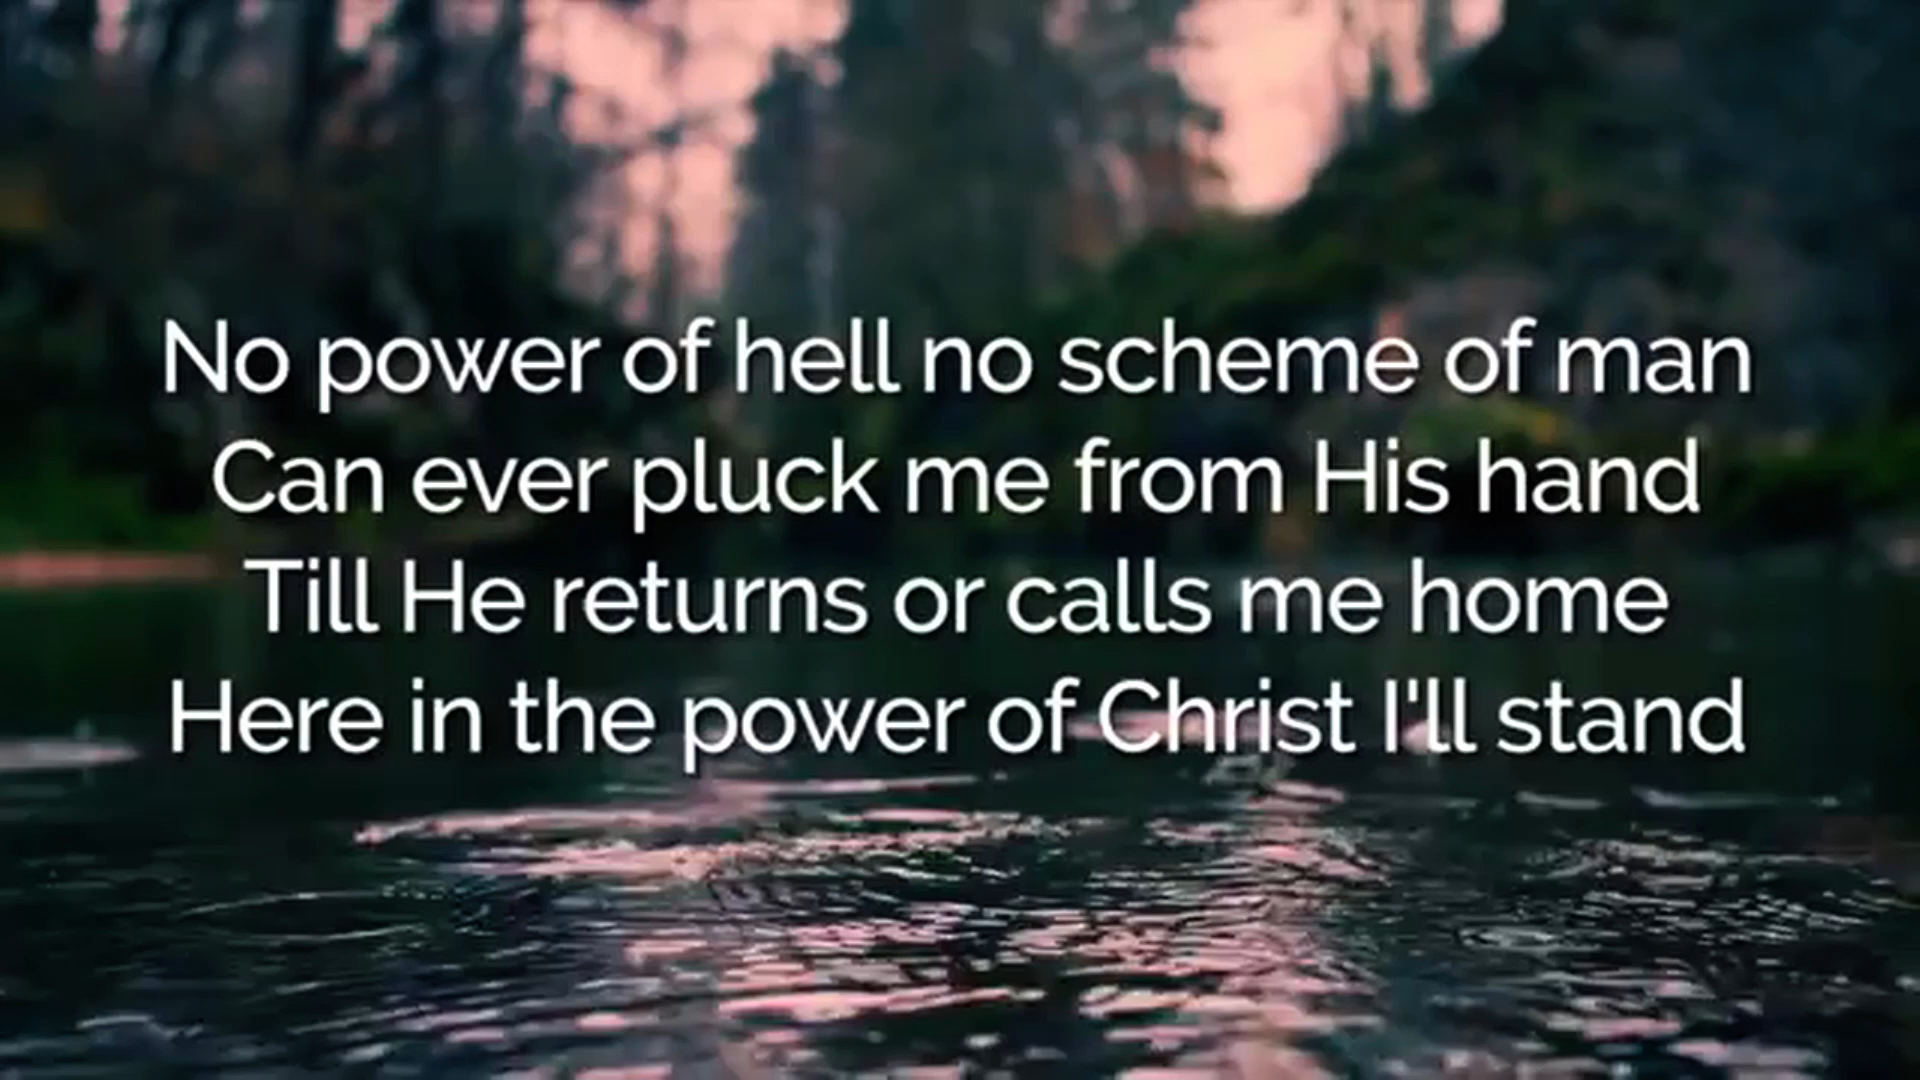 No power of hell no scheme of man
Can ever pluck me from His hand
Till He returns or calls me home
Here in the power of Christ I'll stand